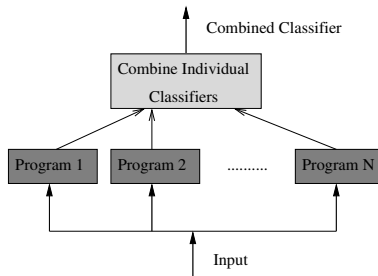 Combined Classifier
Combine Individual
Classifiers
Program 1 Program 2 .......... Program N
Input